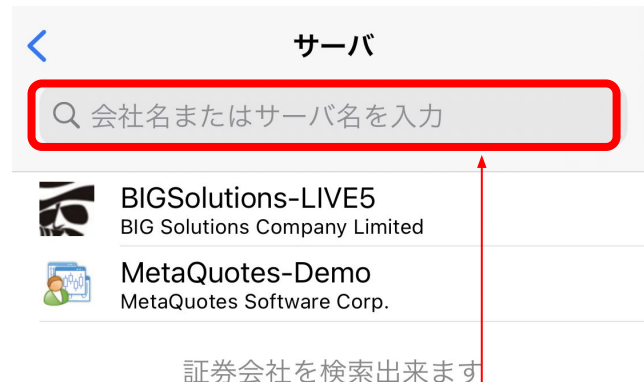 サーバ
会社名またはサーバ名を入力
BIGSolutions-LIVE5
BIG Solutions Company Limited
MetaQuotes-Demo
MetaQuotes Software Corp.
証券会社を検索出来ます